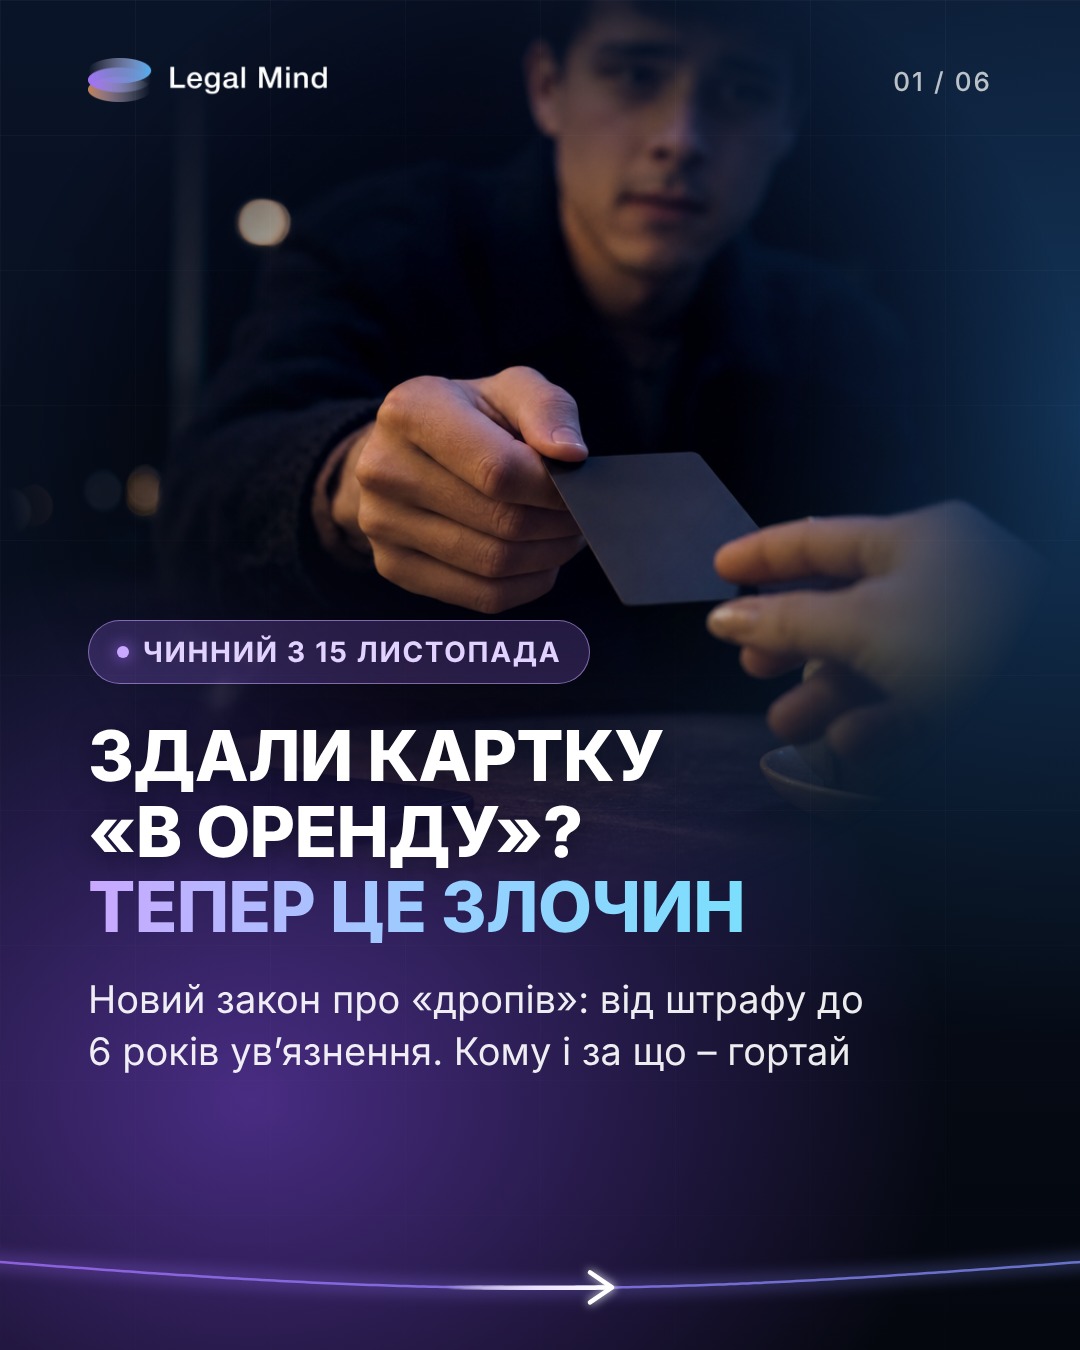 Legal Mind
01 / 06
ЧИННИЙ З 15 ЛИСТОПАДА
ЗДАЛИ КАРТКУ
«В ОРЕНДУ»?
ТЕПЕР ЦЕ ЗЛОЧИН
Новий закон про «дропів»: від штрафу до
6 років ув’язнення. Кому і за що – гортай